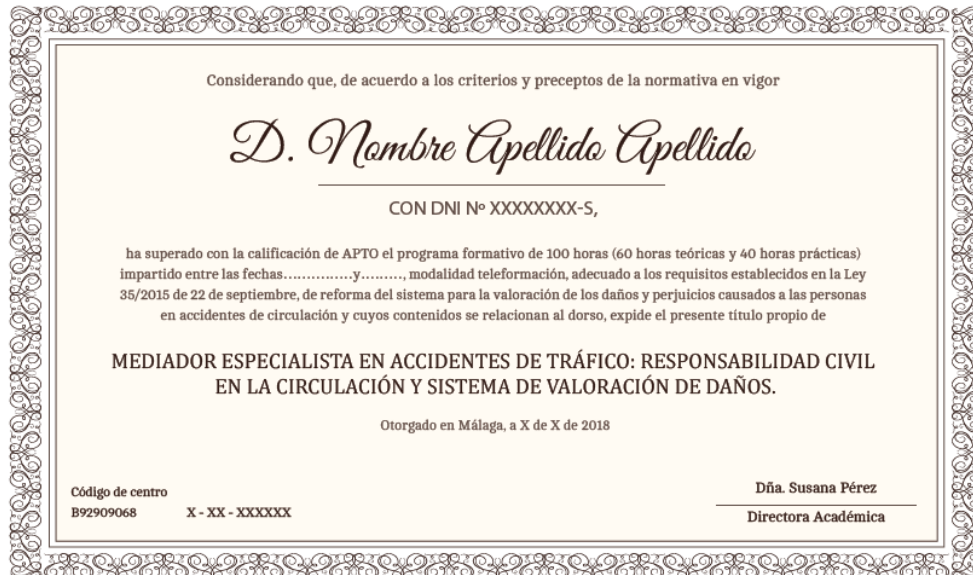 Considerando que, de acuerdo a los criterios y preceptos de la normativa en vigor
D. Nombre Apellido Apellido
CON DNI Nº XXXXXXXX-S,
ha superado con la calificación de APTO el programa formativo de 100 horas (60 horas teóricas y 40 horas prácticas)
impartido entre las fechas...............y.........., modalidad teleformación, adecuado a los requisitos establecidos en la Ley
35/2015 de 22 de septiembre, de reforma del sistema para la valoración de los daños y perjuicios causados a las personas
en accidentes de circulación y cuyos contenidos se relacionan al dorso, expide el presente título propio de
MEDIADOR ESPECIALISTA EN ACCIDENTES DE TRÁFICO: RESPONSABILIDAD CIVIL
EN LA CIRCULACIÓN Y SISTEMA DE VALORACIÓN DE DAÑOS.
Otorgado en Málaga, a X de X de 2018
Código de centro
B92909068 X - XX - XXXXXX
Dña. Susana Pérez
Directora Académica